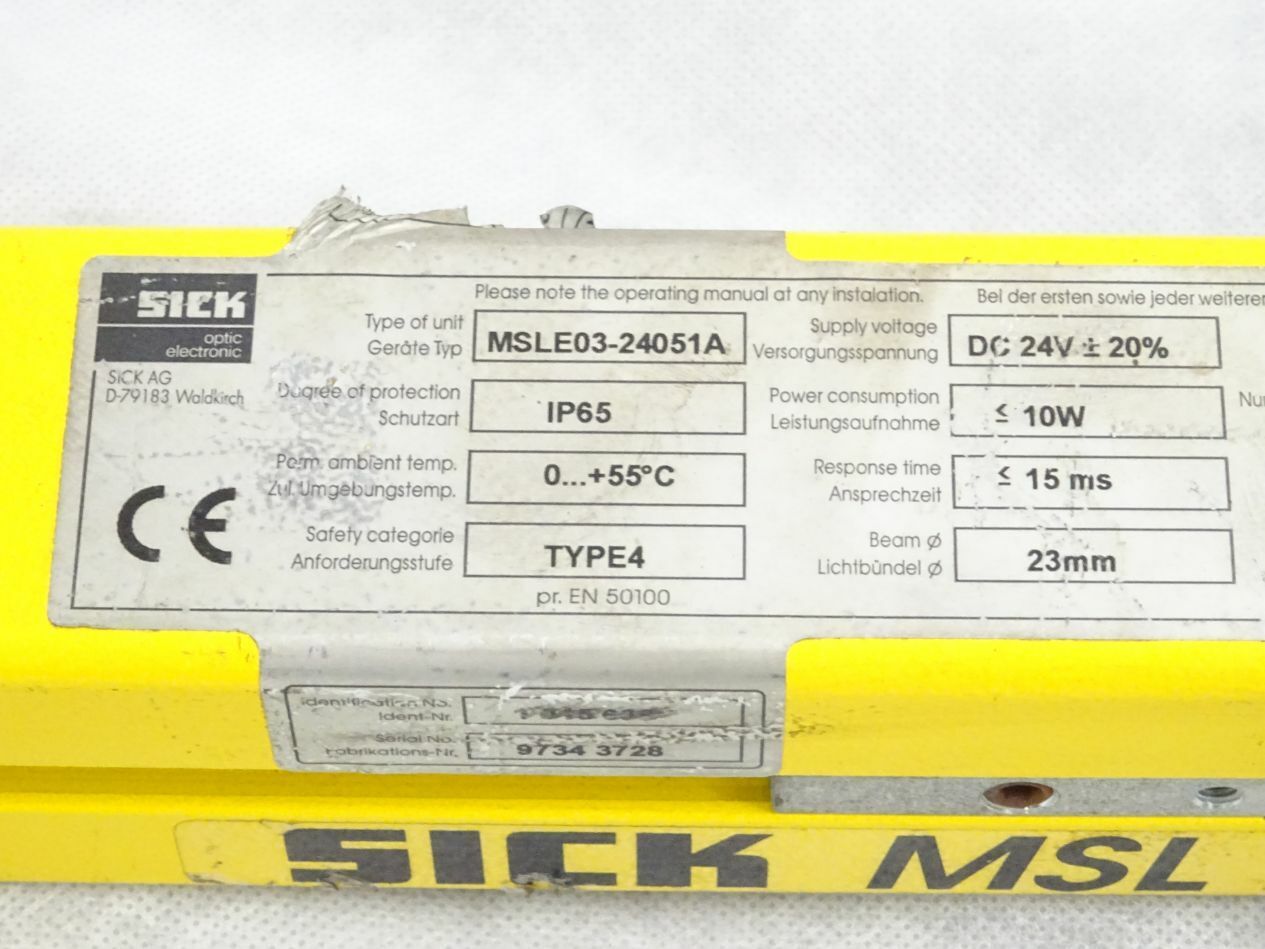 SICK
optic
electronic
SICK AG
D-79183 Waldkirch
CE
Please note the operating manual at any instalation.
Bei der ersten sowie jeder weiteren
Type of unit
Geräte Typ
MSLE03-24051A
Supply voltage
Versorgungsspannung
DC 24V ± 20%
Degree of protection
Schutzart
IP65
Power consumption
Leistungsaufnahme
≤ 10W
Perm. ambient temp.
Zul. Umgebungstemp.
0...+55°C
Response time
Ansprechzeit
≤ 15 ms
Safety categorie
Anforderungsstufe
TYPE4
Beam ø
Lichtbündel ø
23mm
pr. EN 50100
Identification No.
Ident-Nr.
Serial No.
Fabrikations-Nr.
9734 3728
SICK MSL